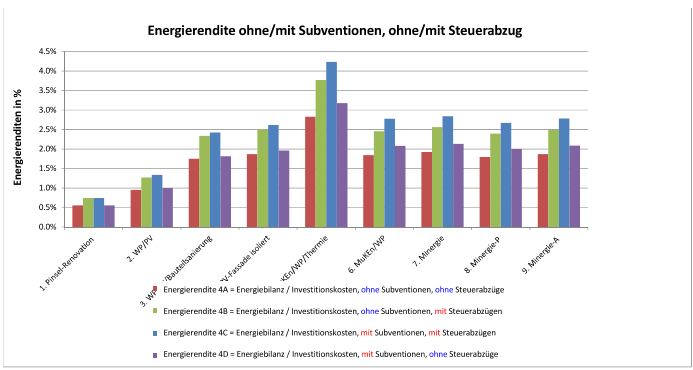 Energierendite ohne/mit Subventionen, ohne/mit Steuerabzug
Energierenditen in %
4.5%
4.0%
3.5%
3.0%
2.5%
2.0%
1.5%
1.0%
0.5%
0.0%
1. Pinsel-Renovation
2. WP/PV
3. /Bauteilsanierung
-Fassade isoliert
/WP/Thermie
6. MuKEn/WP
7. Minergie
8. Minergie-P
9. Minergie-A
Energierendite 4A = Energiebilanz / Investitionskosten, ohne Subventionen, ohne Steuerabzüge
Energierendite 4B = Energiebilanz / Investitionskosten, ohne Subventionen, mit Steuerabzügen
Energierendite 4C = Energiebilanz / Investitionskosten, mit Subventionen, mit Steuerabzügen
Energierendite 4D = Energiebilanz / Investitionskosten, mit Subventionen, ohne Steuerabzüge